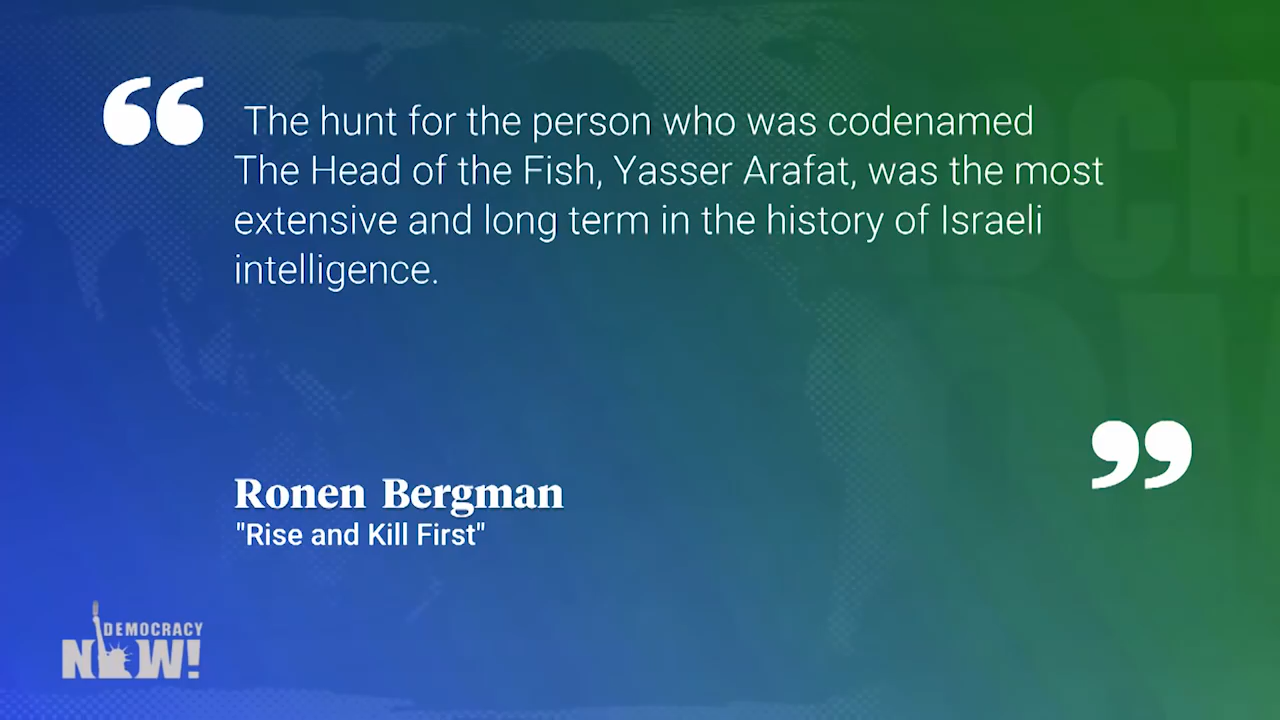 “ The hunt for the person who was codenamed
The Head of the Fish, Yasser Arafat, was the most
extensive and long term in the history of Israeli
intelligence.
”
Ronen Bergman
"Rise and Kill First"
DEMOCRACY
NOW!